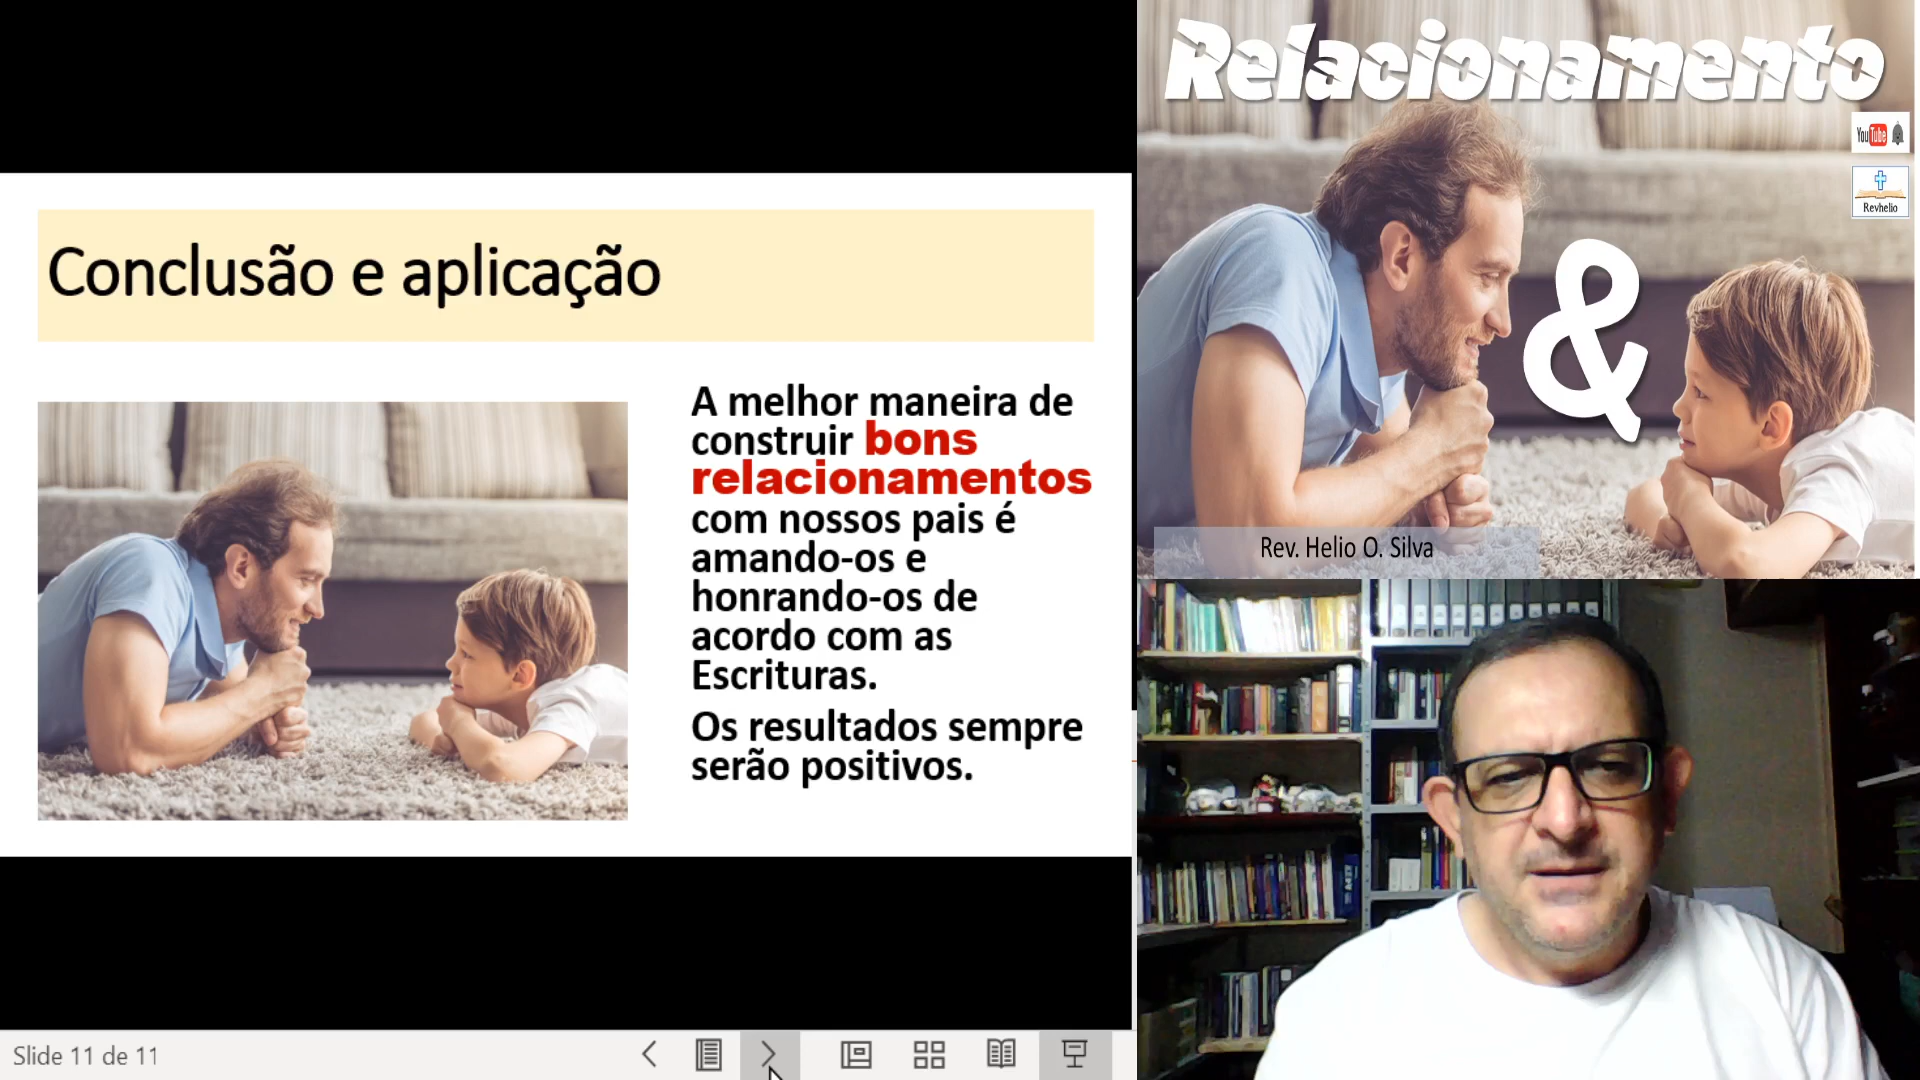 Conclusão e aplicação
A melhor maneira de
construir bons
relacionamentos
com nossos pais é
amando-os e
honrando-os de
acordo com as
Escrituras.
Os resultados sempre
serão positivos.
Slide 11 de 11
Relacionamento
YouTube
Revhelio
&
Rev. Helio O. Silva